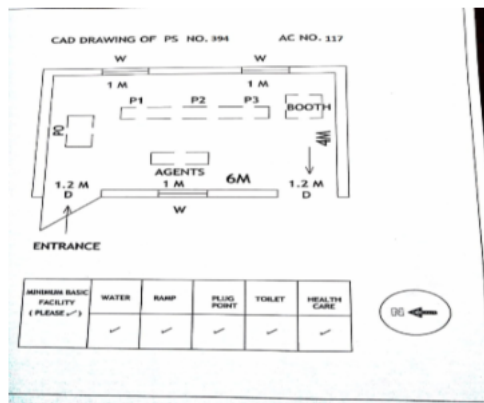 CAD DRAWING OF PS NO. 394 AC NO. 117
W W
1 M 1 M
P1 P2 P3
BOOTH
PO
4M
AGENTS
6M
1.2 M 1 M 1.2 M
D D
W
ENTRANCE
MINIMUM BASIC FACILITY ( PLEASE ✓ ) WATER RAMP PLUG POINT TOILET HEALTH CARE
✓ ✓ ✓ ✓ ✓
N